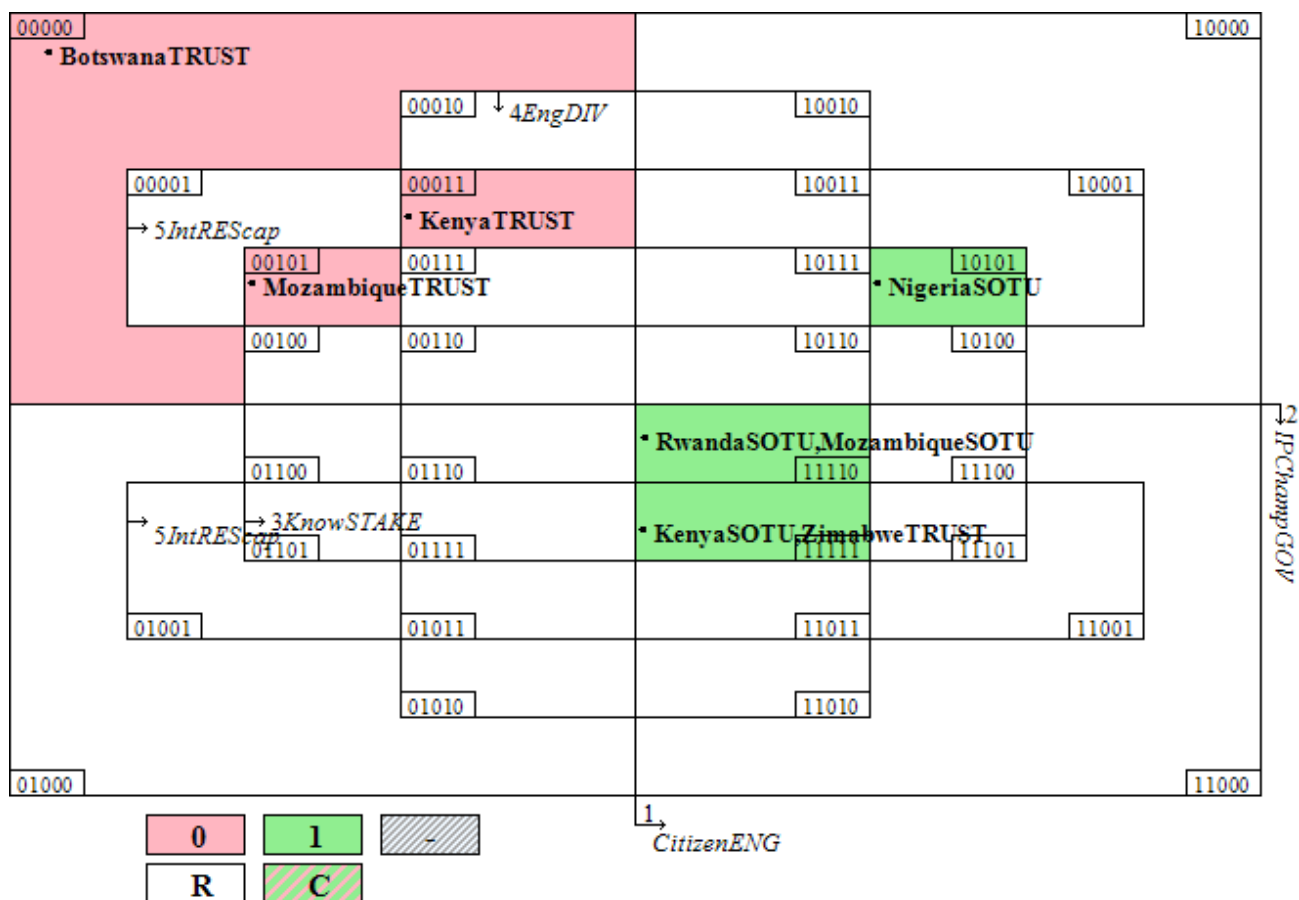 00000 10000
BotswanaTRUST
00010 4EngDIV 10010
00001 00011 10011 10001
KenyaTRUST
5IntREScap
00101 00111 10111 10101
MozambiqueTRUST NigeriaSOTU
00100 00110 10110 10100
2 IPChampGOV
RwandaSOTU,MozambiqueSOTU
01100 01110 11110 11100
5IntREScap 3KnowSTAKE KenyaSOTU,ZimabweTRUST
01101 01111 11111 11101
01001 01011 11011 11001
01010 11010
01000 11000
1
0 1 -
CitizenENG
R C